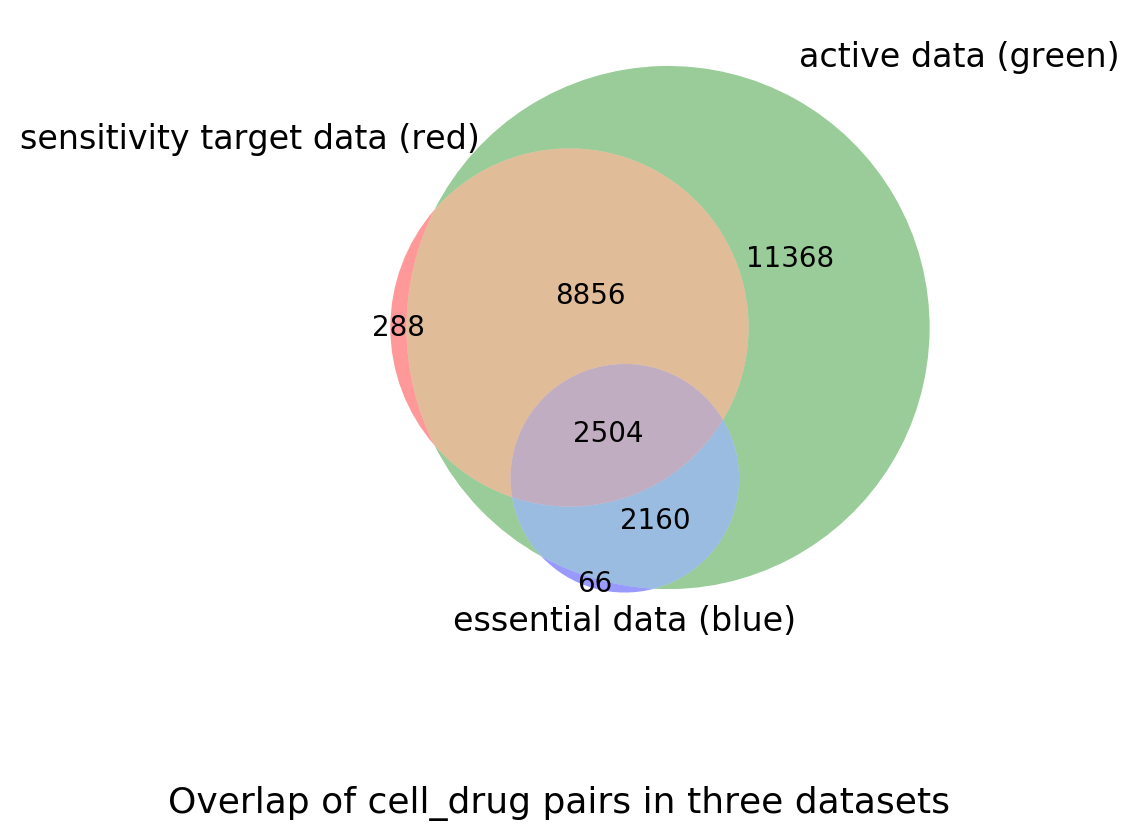 active data (green)
sensitivity target data (red)
11368
8856
288
2504
2160
66
essential data (blue)
Overlap of cell_drug pairs in three datasets